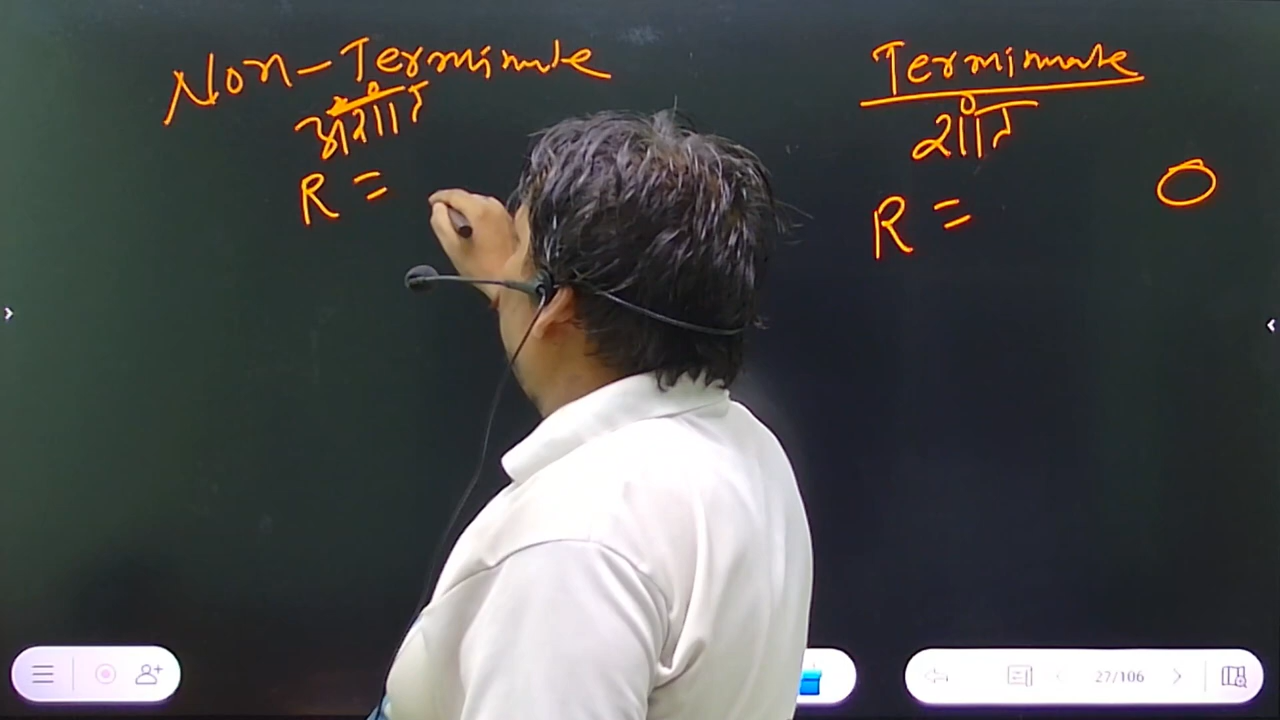 Non-Terminate
अशांत
R =
Terminate
शांत
R = 0
27/106